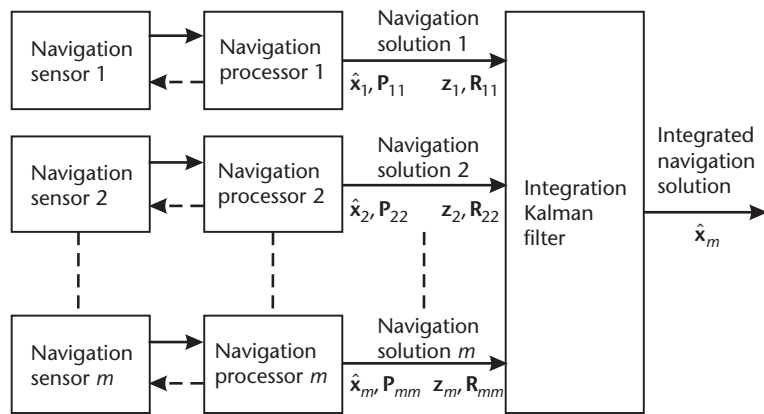 Navigation
sensor 1
Navigation
processor 1
Navigation
solution 1
x̂₁, P₁₁ z₁, R₁₁
Navigation
sensor 2
Navigation
processor 2
Navigation
solution 2
x̂₂, P₂₂ z₂, R₂₂
Navigation
sensor m
Navigation
processor m
Navigation
solution m
x̂ₘ, Pₘₘ zₘ, Rₘₘ
Integration
Kalman
filter
Integrated
navigation
solution
x̂ₘ